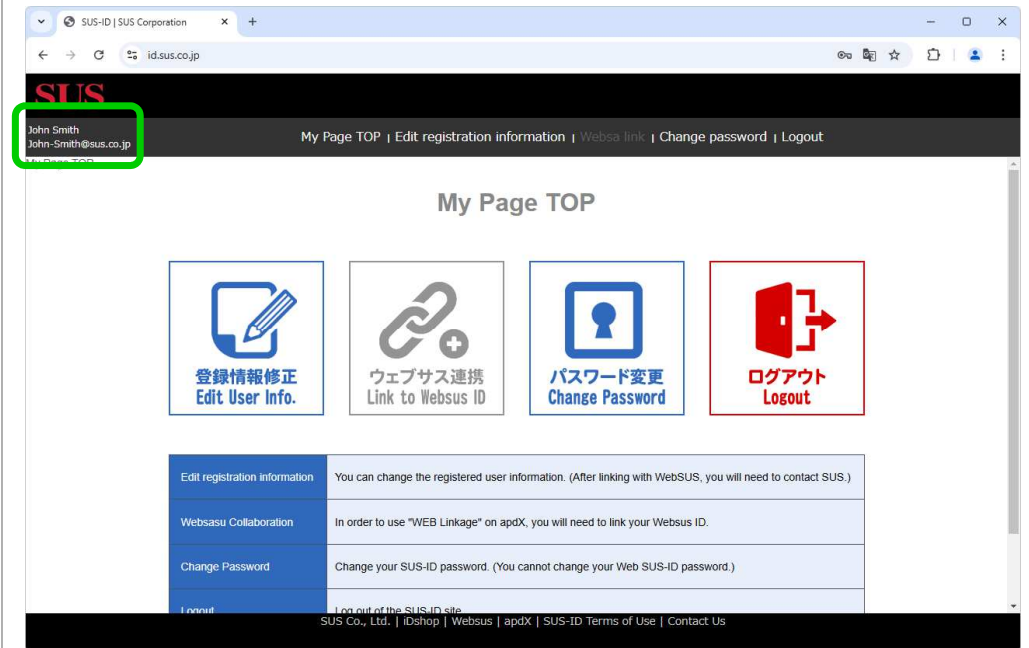 SUS-ID | SUS Corporation
id.sus.co.jp
SUS
John Smith
John-Smith@sus.co.jp
My Page TOP | Edit registration information | Websa link | Change password | Logout
My Page TOP
My Page TOP
登録情報修正
Edit User Info.
ウェブサス連携
Link to Websus ID
パスワード変更
Change Password
ログアウト
Logout
Edit registration information You can change the registered user information. (After linking with WebSUS, you will need to contact SUS.)
Websasu Collaboration In order to use "WEB Linkage" on apdX, you will need to link your Websus ID.
Change Password Change your SUS-ID password. (You cannot change your Web SUS-ID password.)
Logout Log out of the SUS-ID site
SUS Co., Ltd. | iDshop | Websus | apdX | SUS-ID Terms of Use | Contact Us